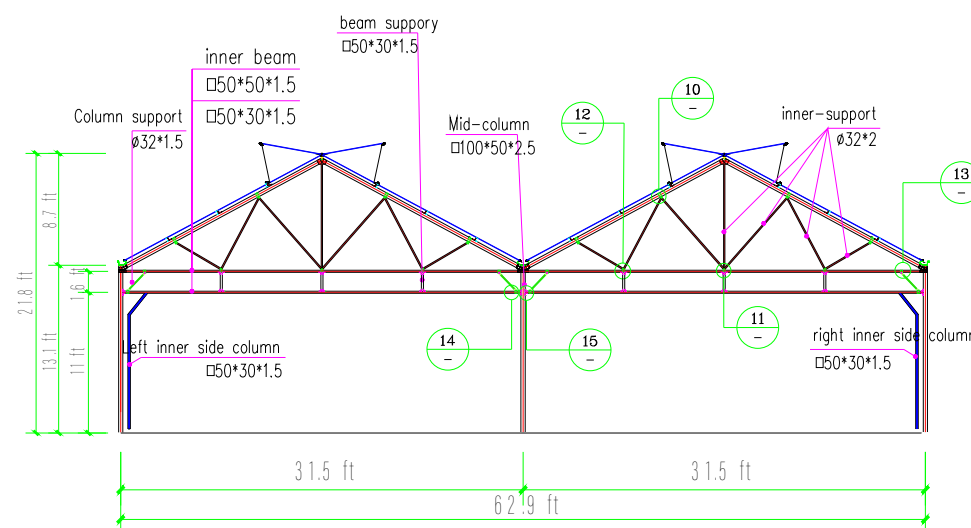 beam suppory
□50*30*1.5
inner beam
□50*50*1.5
□50*30*1.5
Column support
ø32*1.5
Mid-column
□100*50*2.5
12
–
10
–
inner-support
ø32*2
13
–
8.7 ft
21.8 ft
1.6 ft
13.1 ft
11 ft
14
–
15
–
11
–
Left inner side column
□50*30*1.5
right inner side column
□50*30*1.5
31.5 ft
31.5 ft
62.9 ft